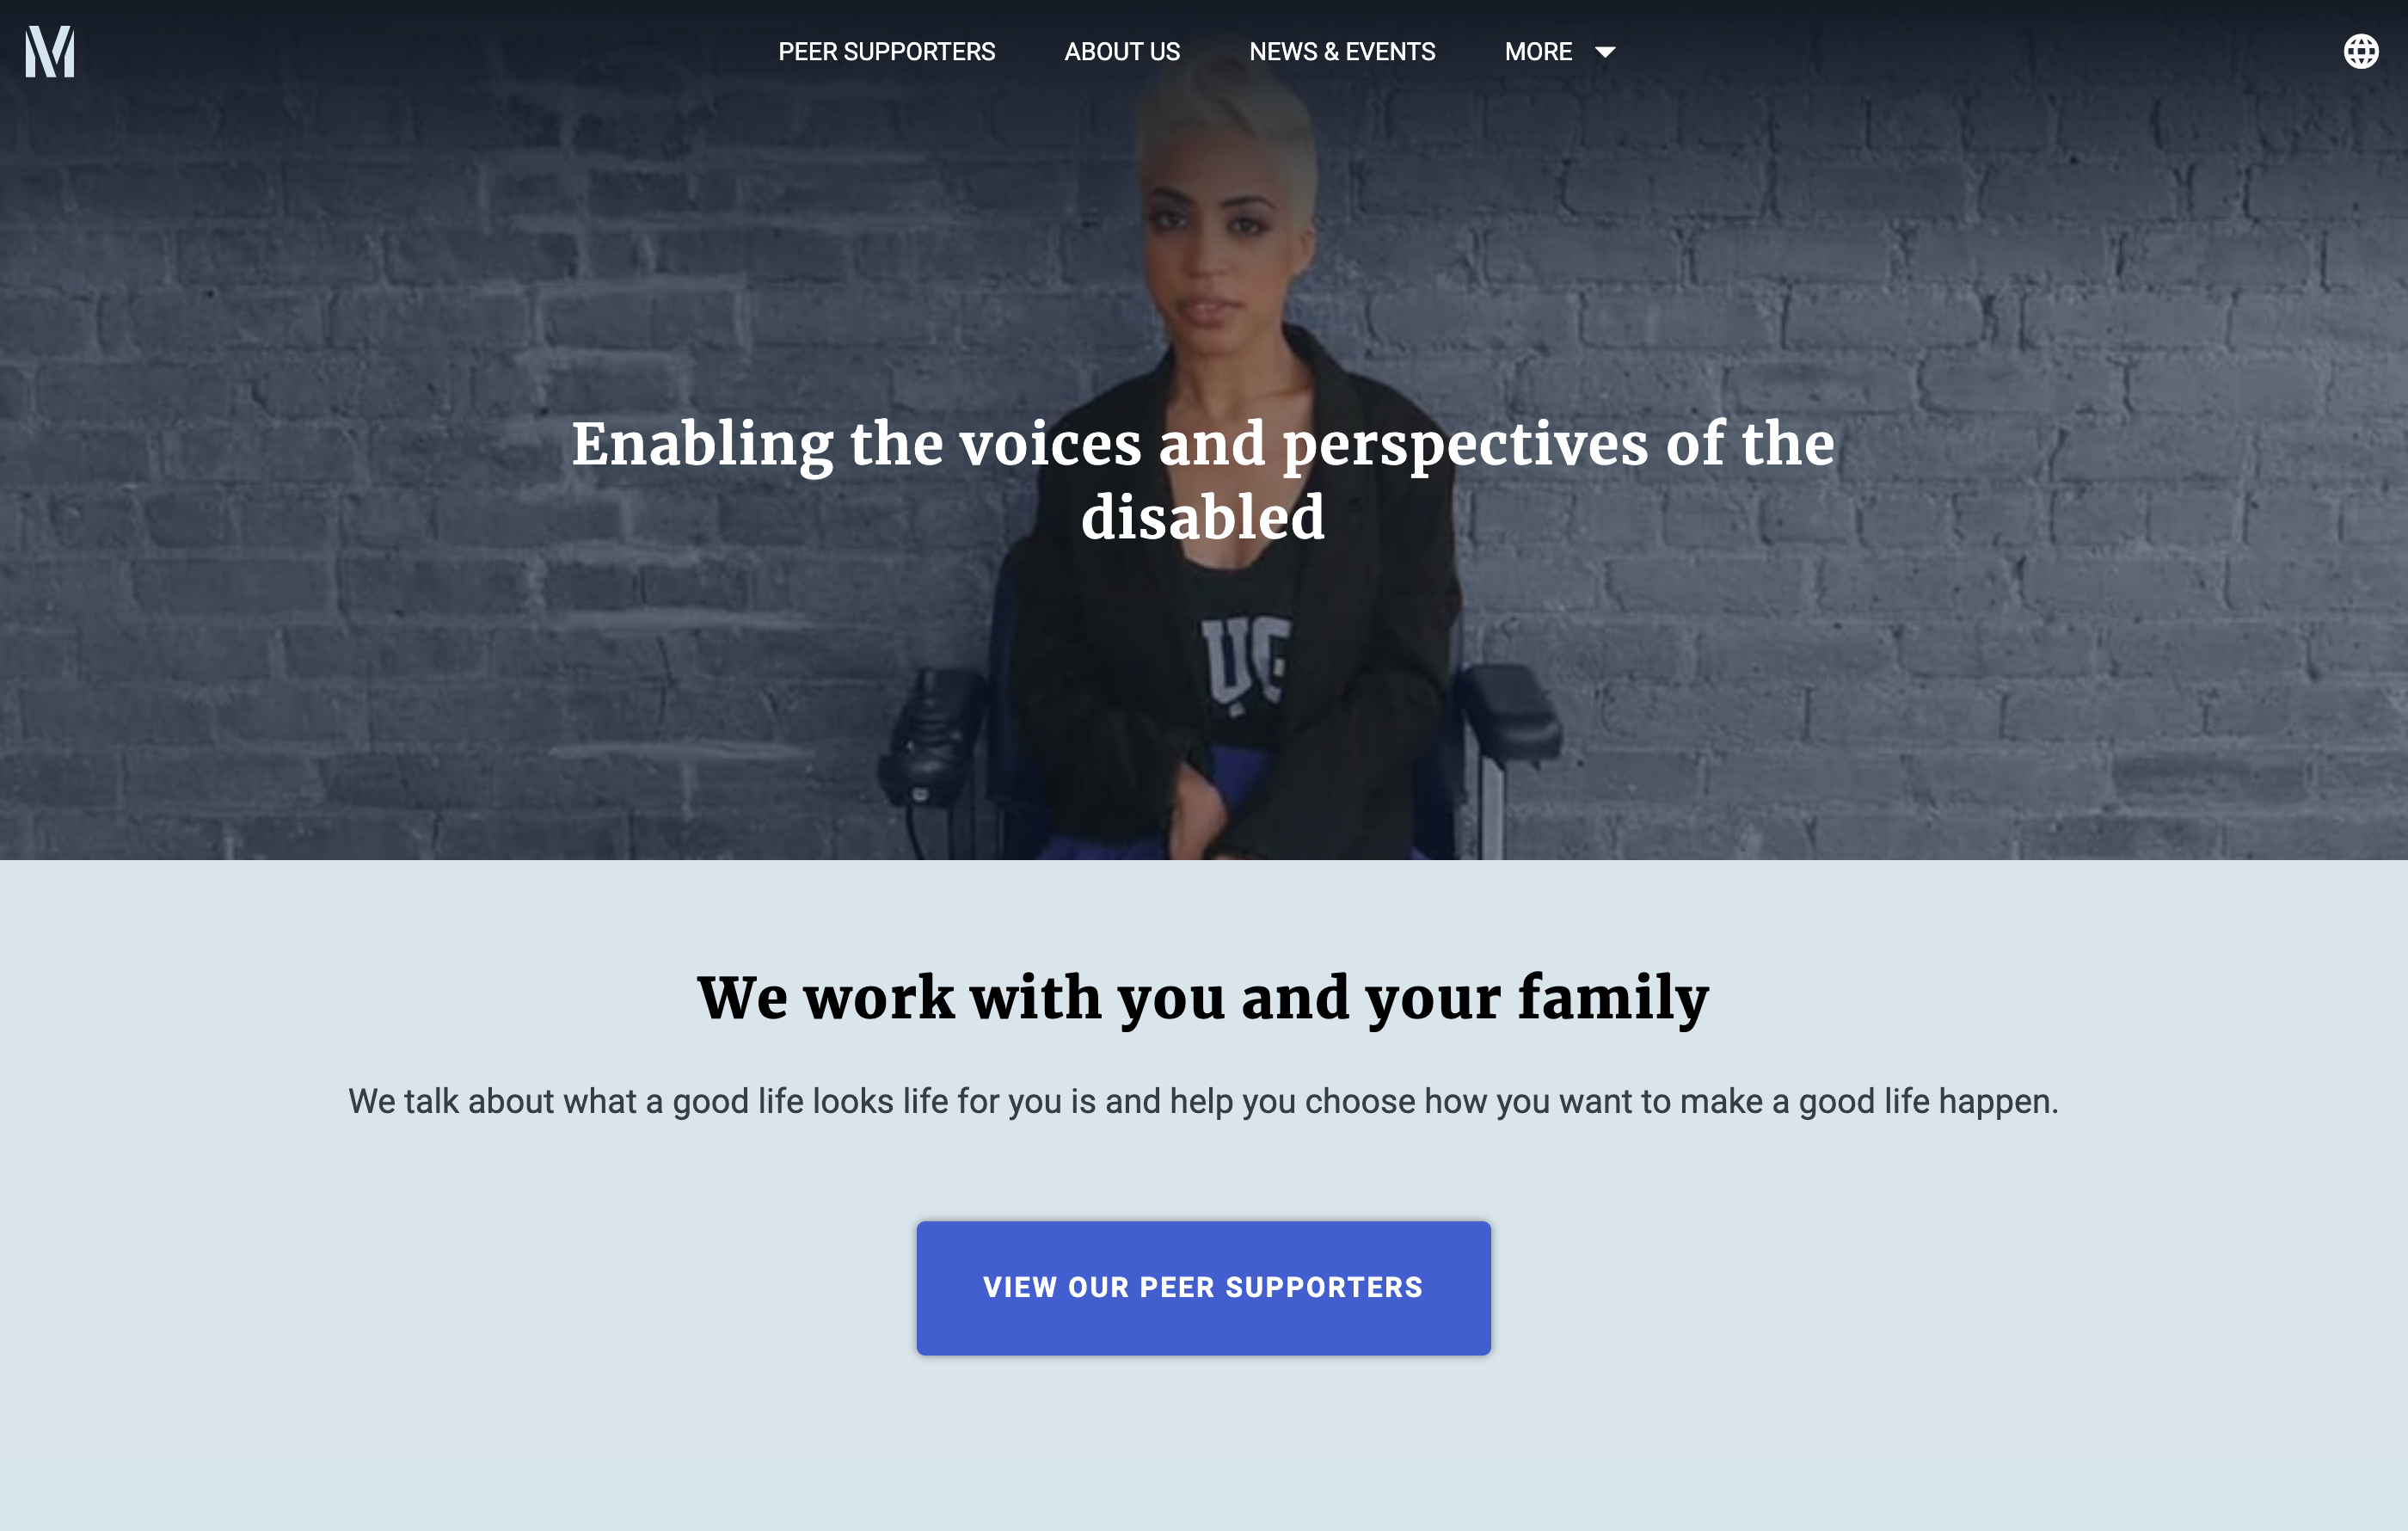 M
PEER SUPPORTERS
ABOUT US
NEWS & EVENTS
MORE
Enabling the voices and perspectives of the
disabled
UG
We work with you and your family
We talk about what a good life looks life for you is and help you choose how you want to make a good life happen.
VIEW OUR PEER SUPPORTERS